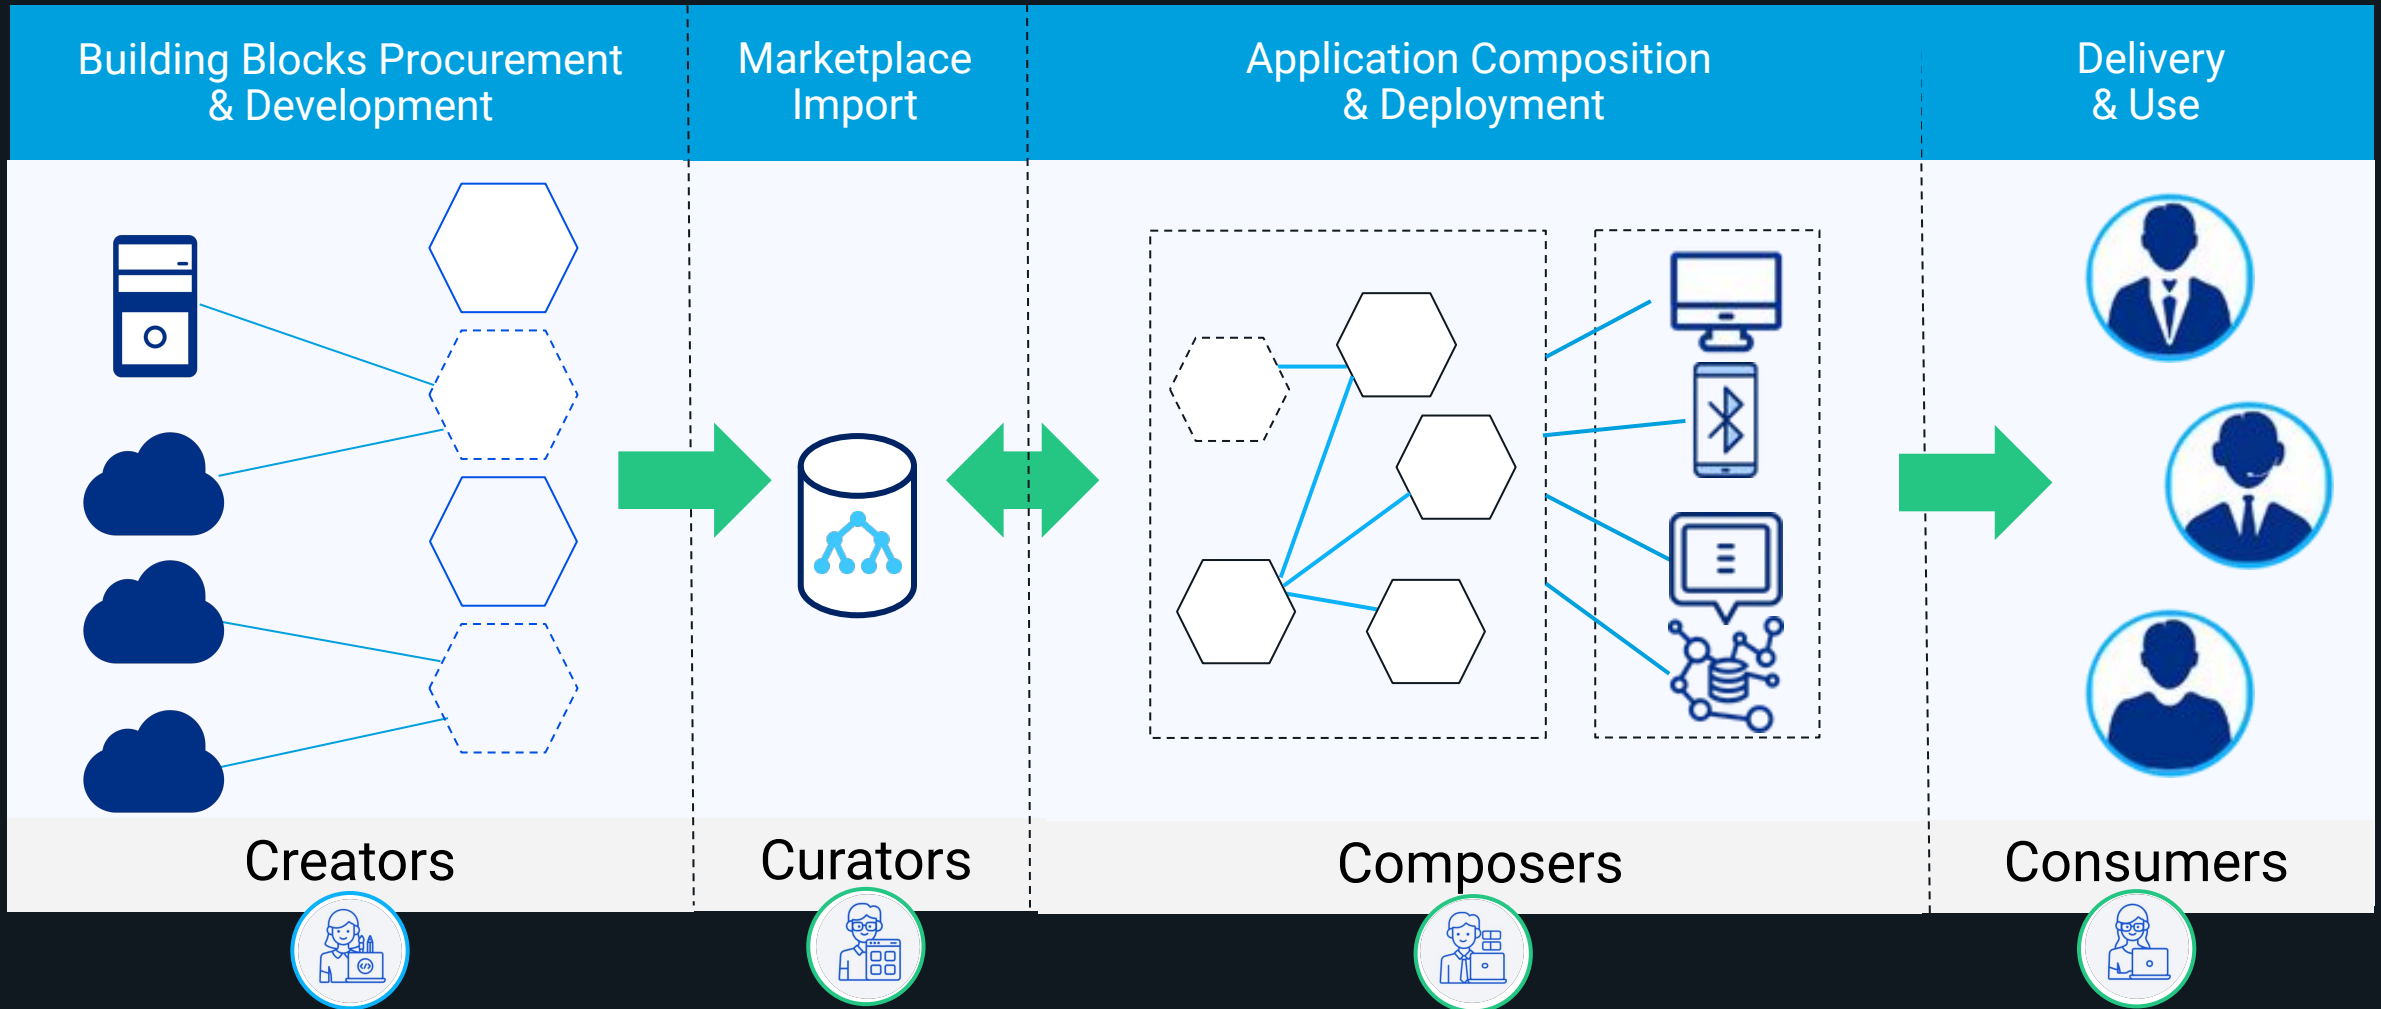 Building Blocks Procurement
& Development
Marketplace
Import
Application Composition
& Deployment
Delivery
& Use
Creators
Curators
Composers
Consumers